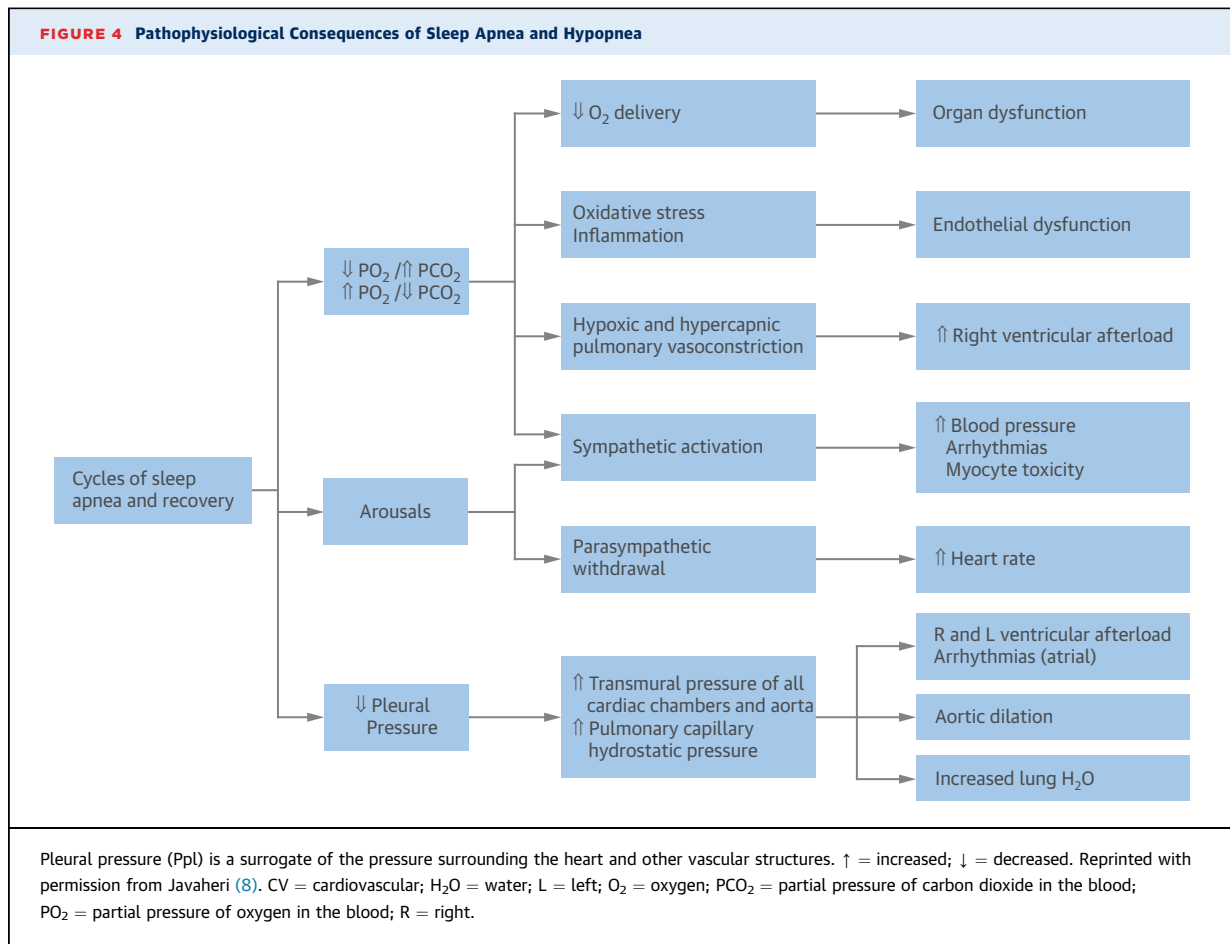 FIGURE 4 Pathophysiological Consequences of Sleep Apnea and Hypopnea
⇓ O₂ delivery
Organ dysfunction
Oxidative stress
Inflammation
Endothelial dysfunction
⇓ PO₂ /⇑ PCO₂
⇑ PO₂ /⇓ PCO₂
Hypoxic and hypercapnic
pulmonary vasoconstriction
⇑ Right ventricular afterload
Sympathetic activation
⇑ Blood pressure
Arrhythmias
Myocyte toxicity
Cycles of sleep
apnea and recovery
Arousals
Parasympathetic
withdrawal
⇑ Heart rate
⇓ Pleural
Pressure
⇑ Transmural pressure of all
cardiac chambers and aorta
⇑ Pulmonary capillary
hydrostatic pressure
R and L ventricular afterload
Arrhythmias (atrial)
Aortic dilation
Increased lung H₂O
Pleural pressure (Ppl) is a surrogate of the pressure surrounding the heart and other vascular structures. ↑ = increased; ↓ = decreased. Reprinted with
permission from Javaheri (8). CV = cardiovascular; H₂O = water; L = left; O₂ = oxygen; PCO₂ = partial pressure of carbon dioxide in the blood;
PO₂ = partial pressure of oxygen in the blood; R = right.